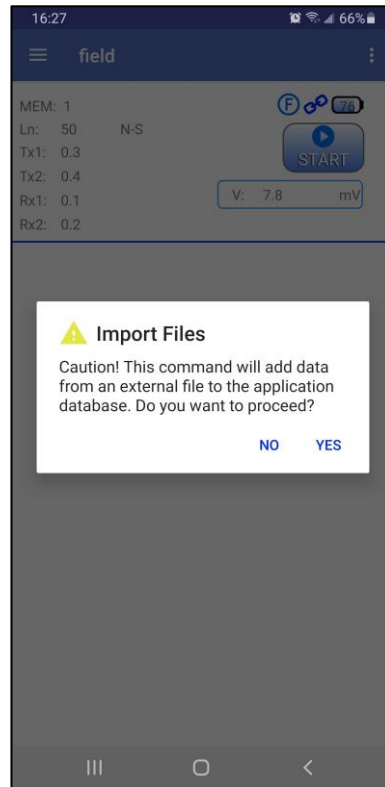 16:27 66%
field
MEM: 1
F 76
Ln: 50 N-S
START
Tx1: 0.3
Tx2: 0.4
Rx1: 0.1
V: 7.8 mV
Rx2: 0.2
Import Files
Caution! This command will add data
from an external file to the application
database. Do you want to proceed?
NO YES